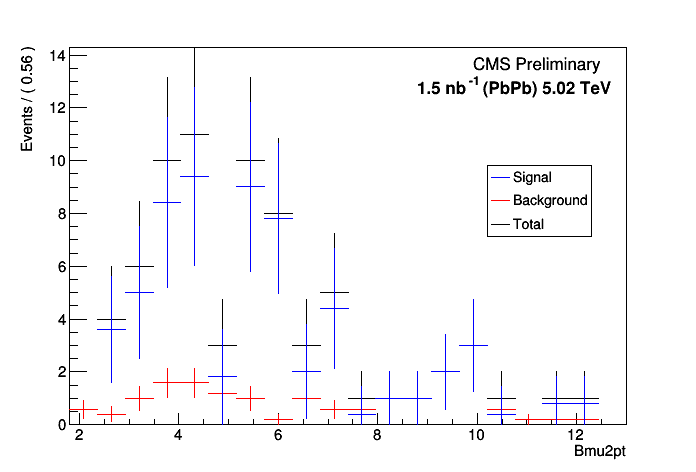 CMS Preliminary
1.5 nb⁻¹ (PbPb) 5.02 TeV
Events / ( 0.56 )
14
12
10
8
6
4
2
0
Signal
Background
Total
2 4 6 8 10 12
Bmu2pt